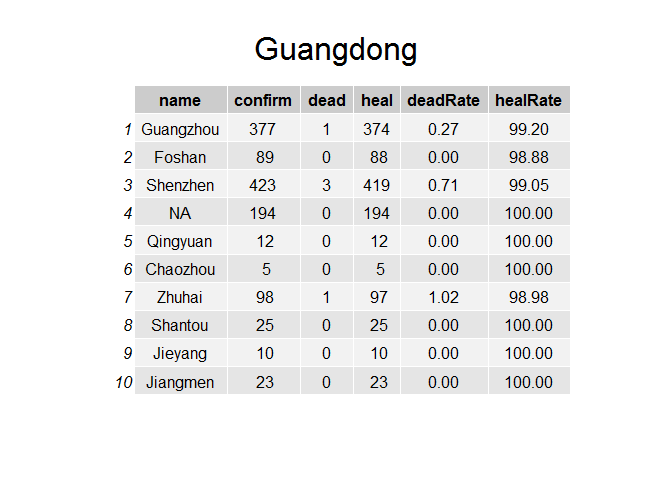 Guangdong
name confirm dead heal deadRate healRate
1 Guangzhou 377 1 374 0.27 99.20
2 Foshan 89 0 88 0.00 98.88
3 Shenzhen 423 3 419 0.71 99.05
4 NA 194 0 194 0.00 100.00
5 Qingyuan 12 0 12 0.00 100.00
6 Chaozhou 5 0 5 0.00 100.00
7 Zhuhai 98 1 97 1.02 98.98
8 Shantou 25 0 25 0.00 100.00
9 Jieyang 10 0 10 0.00 100.00
10 Jiangmen 23 0 23 0.00 100.00